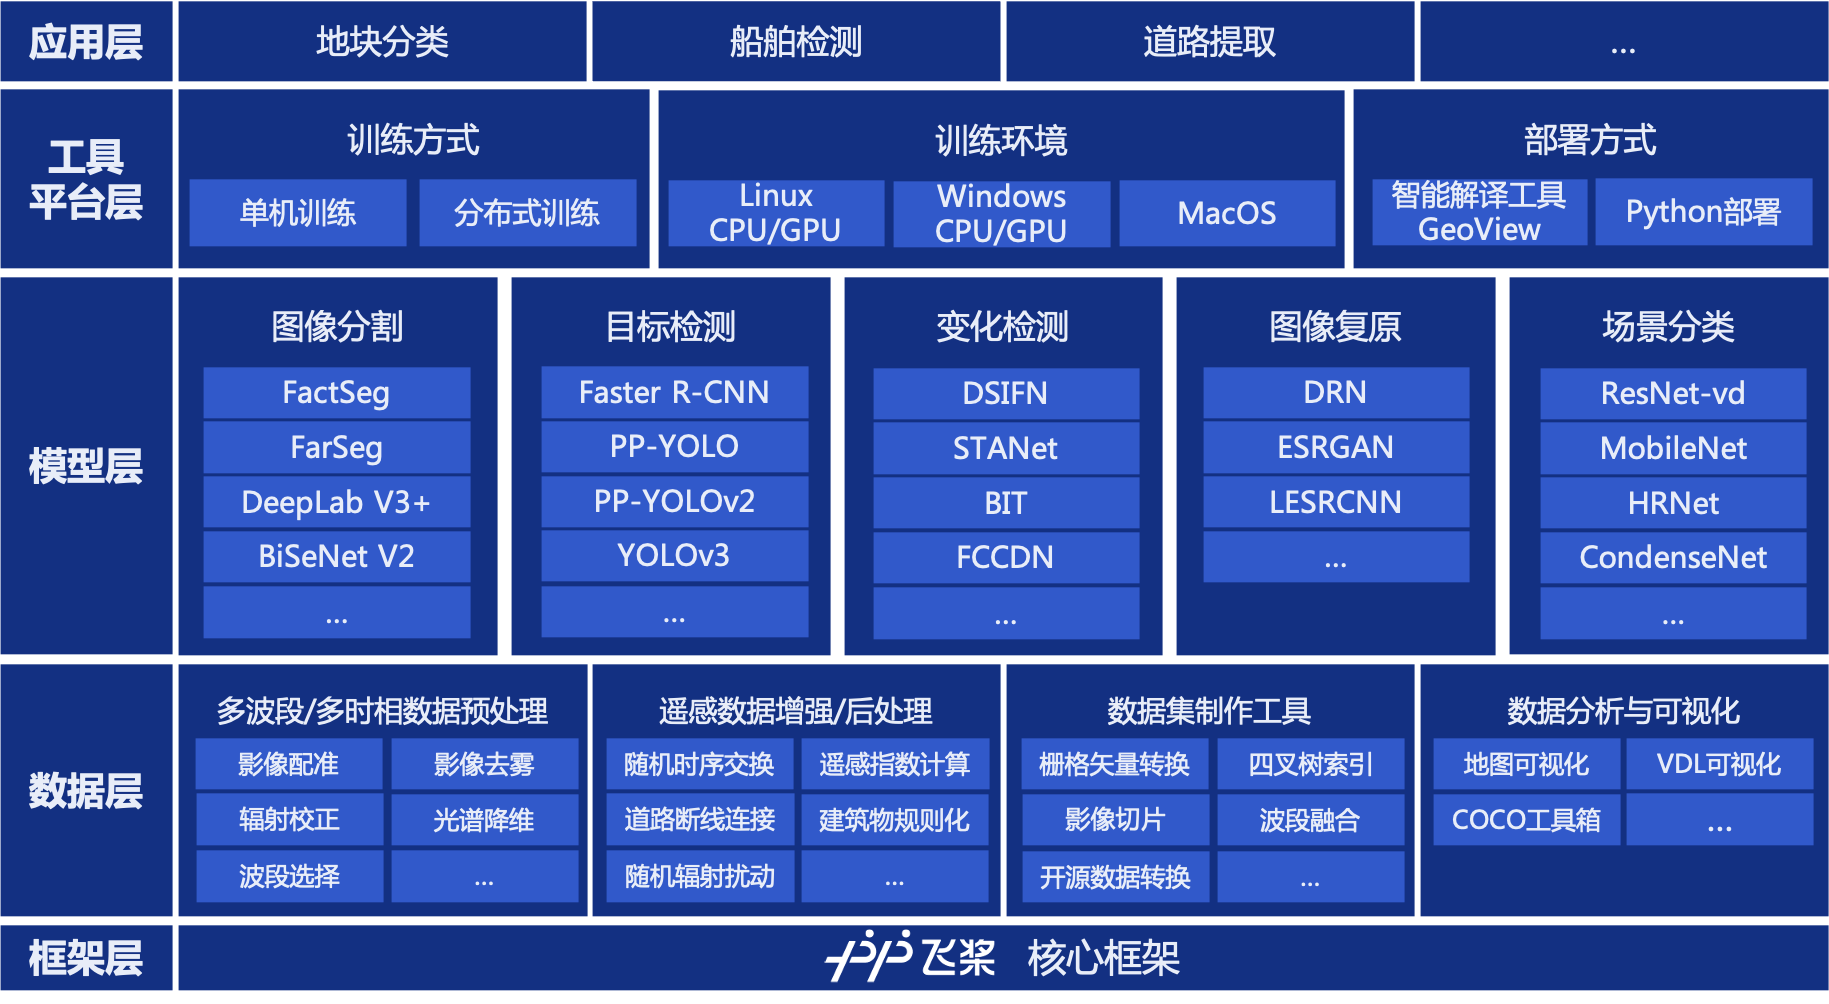 应用层
地块分类
船舶检测
道路提取
...
工具
平台层
训练方式
单机训练
分布式训练
训练环境
Linux
CPU/GPU
Windows
CPU/GPU
MacOS
部署方式
智能解译工具
GeoView
Python部署
模型层
图像分割
FactSeg
FarSeg
DeepLab V3+
BiSeNet V2
...
目标检测
Faster R-CNN
PP-YOLO
PP-YOLOv2
YOLOv3
...
变化检测
DSIFN
STANet
BIT
FCCDN
...
图像复原
DRN
ESRGAN
LESRCNN
...
场景分类
ResNet-vd
MobileNet
HRNet
CondenseNet
...
数据层
多波段/多时相数据预处理
影像配准
影像去雾
辐射校正
光谱降维
波段选择
...
遥感数据增强/后处理
随机时序交换
遥感指数计算
道路断线连接
建筑物规则化
随机辐射扰动
...
数据集制作工具
栅格矢量转换
四叉树索引
影像切片
波段融合
开源数据转换
...
数据分析与可视化
地图可视化
VDL可视化
COCO工具箱
...
框架层
飞桨 核心框架